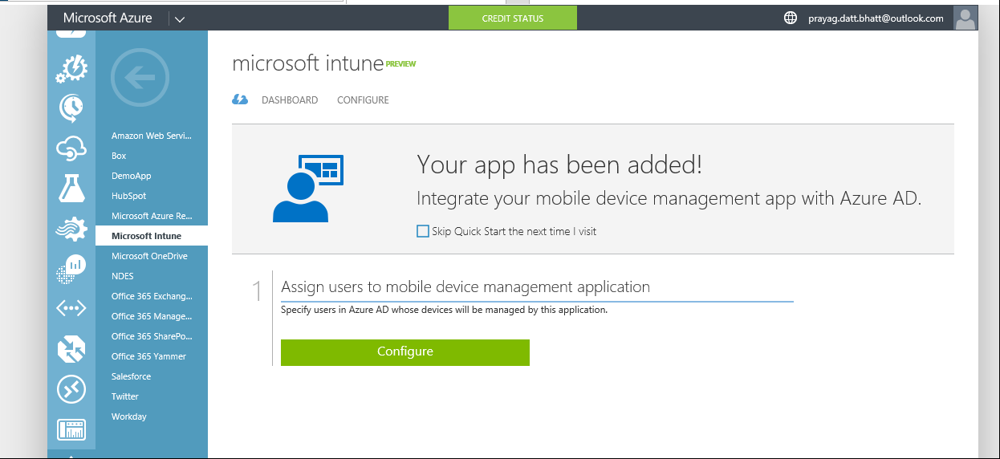 Microsoft Azure
CREDIT STATUS
prayag.datt.bhatt@outlook.com
microsoft intune PREVIEW
DASHBOARD CONFIGURE
Amazon Web Servi...
Box
DemoApp
HubSpot
Microsoft Azure Re...
Microsoft Intune
Microsoft OneDrive
NDES
Office 365 Exchang...
Office 365 Manage...
Office 365 SharePo...
Office 365 Yammer
Salesforce
Twitter
Workday
Your app has been added!
Integrate your mobile device management app with Azure AD.
Skip Quick Start the next time I visit
1 Assign users to mobile device management application
Specify users in Azure AD whose devices will be managed by this application.
Configure